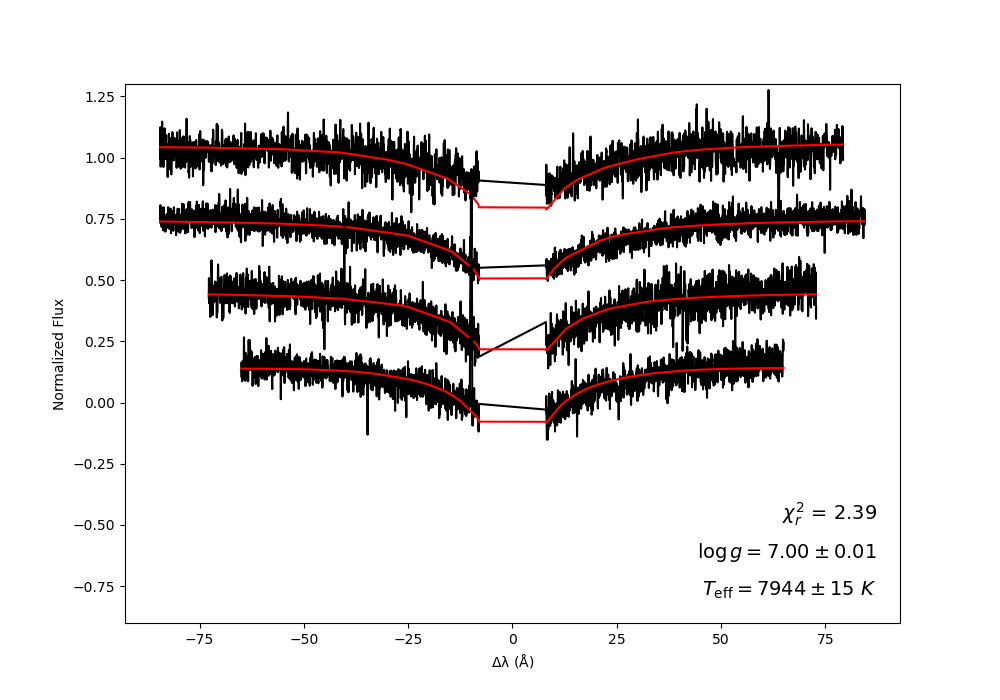 1.25
1.00
0.75
0.50
0.25
0.00
−0.25
−0.50
−0.75
Normalized Flux
χ_r^2 = 2.39
log g = 7.00 ± 0.01
T_eff = 7944 ± 15 K
−75 −50 −25 0 25 50 75
Δλ (Å)